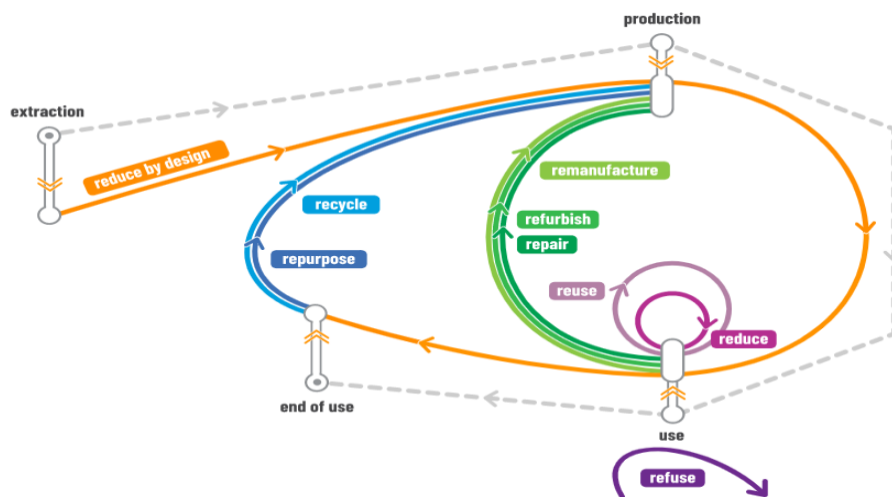 production
extraction
reduce by design
remanufacture
recycle
refurbish
repair
repurpose
reuse
reduce
end of use
use
refuse